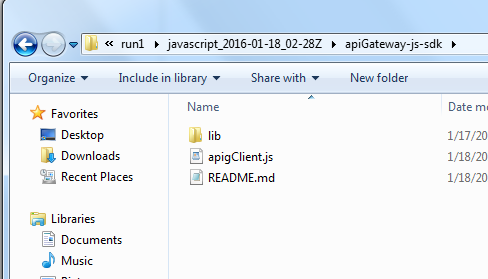 « run1 ▸ javascript_2016-01-18_02-28Z ▸ apiGateway-js-sdk ▸
Organize ▾ Include in library ▾ Share with ▾ New folder
Name Date
Favorites
Desktop
Downloads
Recent Places
Libraries
Documents
Music
lib 1/17/20
apigClient.js 1/18/20
README.md 1/18/20